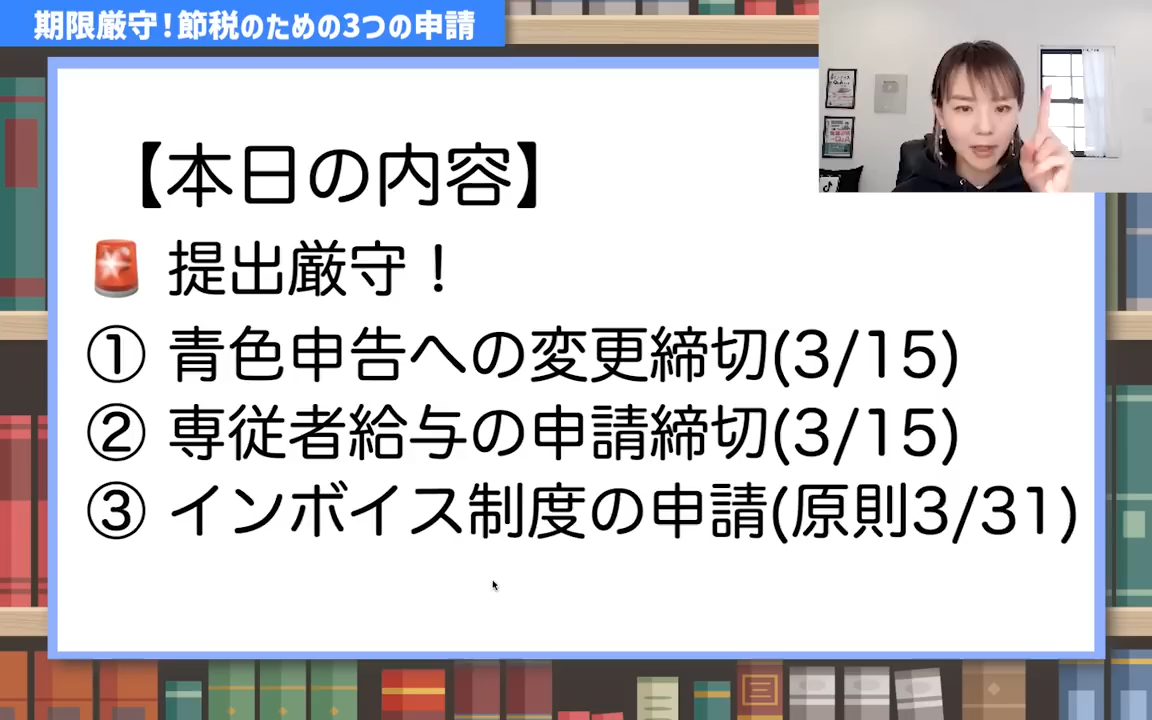 期限厳守!節税のための3つの申請
【本日の内容】
🚨 提出厳守!
① 青色申告への変更締切(3/15)
② 専従者給与の申請締切(3/15)
③ インボイス制度の申請(原則3/31)